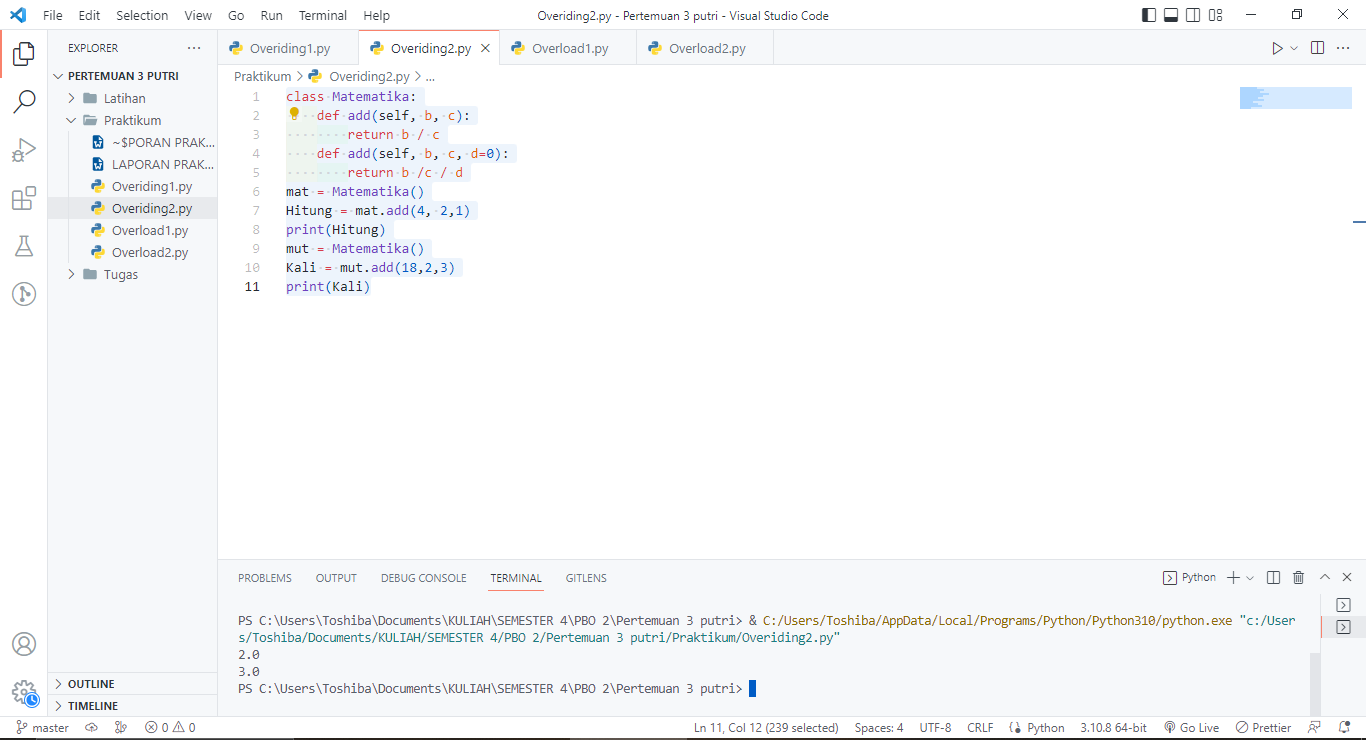 File Edit Selection View Go Run Terminal Help
Overiding2.py - Pertemuan 3 putri - Visual Studio Code
EXPLORER
PERTEMUAN 3 PUTRI
Latihan
Praktikum
~$PORAN PRAK...
LAPORAN PRAK...
Overiding1.py
Overiding2.py
Overload1.py
Overload2.py
Tugas
OUTLINE
TIMELINE
Overiding1.py Overiding2.py Overload1.py Overload2.py
Praktikum > Overiding2.py > ...
1 class Matematika:
2     def add(self, b, c):
3         return b / c
4     def add(self, b, c, d=0):
5         return b /c / d
6 mat = Matematika()
7 Hitung = mat.add(4, 2,1)
8 print(Hitung)
9 mut = Matematika()
10 Kali = mut.add(18,2,3)
11 print(Kali)
PROBLEMS OUTPUT DEBUG CONSOLE TERMINAL GITLENS
Python
PS C:\Users\Toshiba\Documents\KULIAH\SEMESTER 4\PBO 2\Pertemuan 3 putri> & C:/Users/Toshiba/AppData/Local/Programs/Python/Python310/python.exe "c:/User
s/Toshiba/Documents/KULIAH/SEMESTER 4/PBO 2/Pertemuan 3 putri/Praktikum/Overiding2.py"
2.0
3.0
PS C:\Users\Toshiba\Documents\KULIAH\SEMESTER 4\PBO 2\Pertemuan 3 putri>
master 0 0 Ln 11, Col 12 (239 selected) Spaces: 4 UTF-8 CRLF Python 3.10.8 64-bit Go Live Prettier